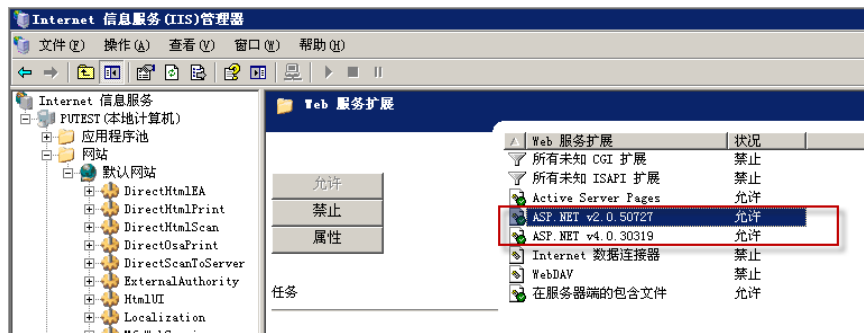 Internet 信息服务(IIS)管理器
文件(F) 操作(A) 查看(V) 窗口(W) 帮助(H)
Internet 信息服务
PUTEST(本地计算机)
应用程序池
网站
默认网站
DirectHtmlEA
DirectHtmlPrint
DirectHtmlScan
DirectOsaPrint
DirectScanToServer
ExternalAuthority
HtmlUI
Localization
Web 服务扩展
允许
禁止
属性
任务
Web 服务扩展 状况
所有未知 CGI 扩展 禁止
所有未知 ISAPI 扩展 禁止
Active Server Pages 允许
ASP.NET v2.0.50727 允许
ASP.NET v4.0.30319 允许
Internet 数据连接器 禁止
WebDAV 禁止
在服务器端的包含文件 允许